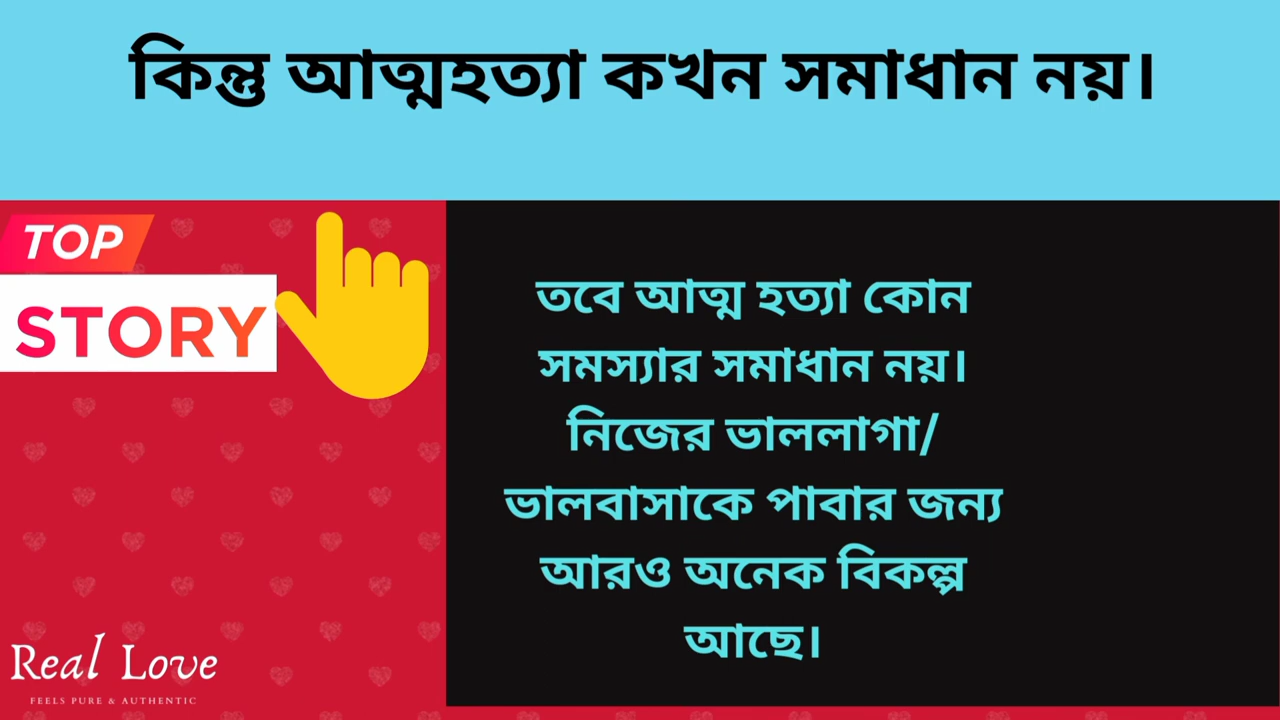 কিন্তু আত্মহত্যা কখন সমাধান নয়।
TOP
STORY
তবে আত্ম হত্যা কোন
সমস্যার সমাধান নয়।
নিজের ভাললাগা/
ভালবাসাকে পাবার জন্য
আরও অনেক বিকল্প
আছে।
Real Love
FEELS PURE & AUTHENTIC